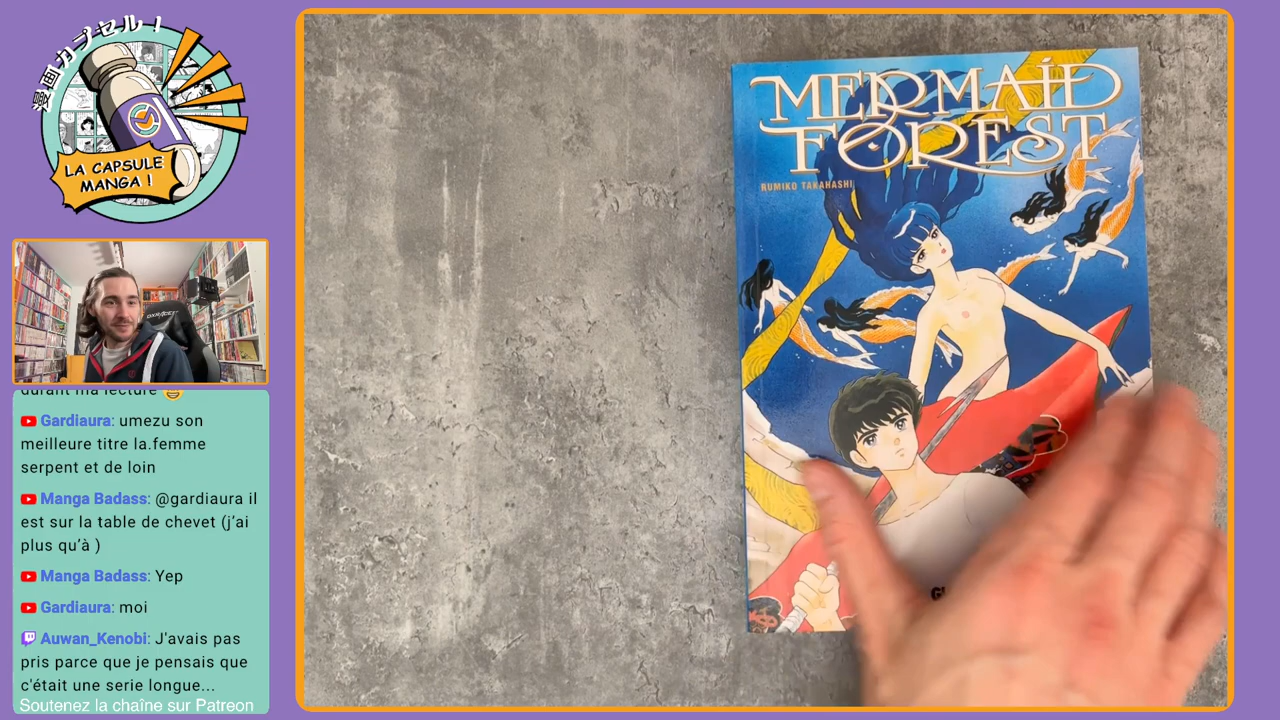 漫画カプセル!
LA CAPSULE
MANGA !
durant ma lecture
Gardiaura: umezu son
meilleure titre la.femme
serpent et de loin
Manga Badass: @gardiaura il
est sur la table de chevet (j'ai
plus qu'à )
Manga Badass: Yep
Gardiaura: moi
Auwan_Kenobi: J'avais pas
pris parce que je pensais que
c'était une serie longue...
Soutenez la chaîne sur Patreon
MERMAID
FOREST
RUMIKO TAKAHASHI